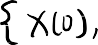 { X(0),